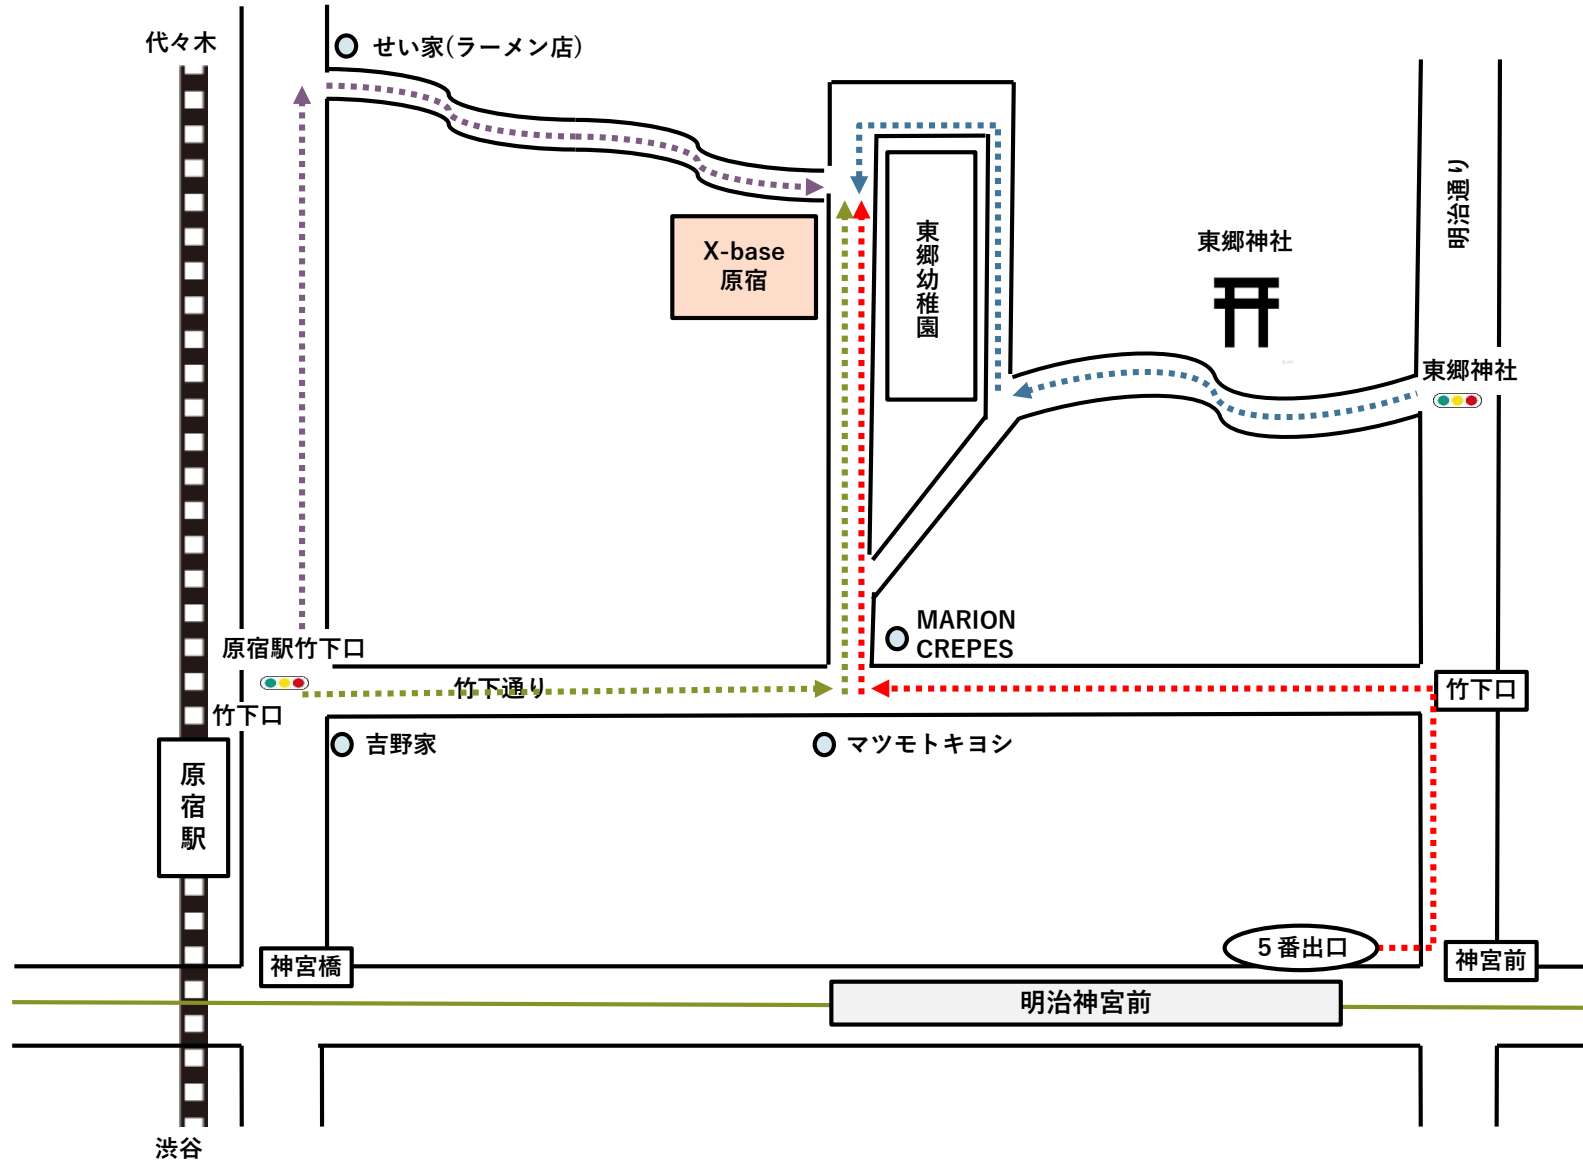 代々木
せい家(ラーメン店)
明治通り
東郷神社
X-base
原宿
東郷幼稚園
東郷神社
MARION
CREPES
原宿駅竹下口
竹下通り
竹下口
竹下口
吉野家
マツモトキヨシ
原宿駅
5番出口
神宮橋
神宮前
明治神宮前
渋谷